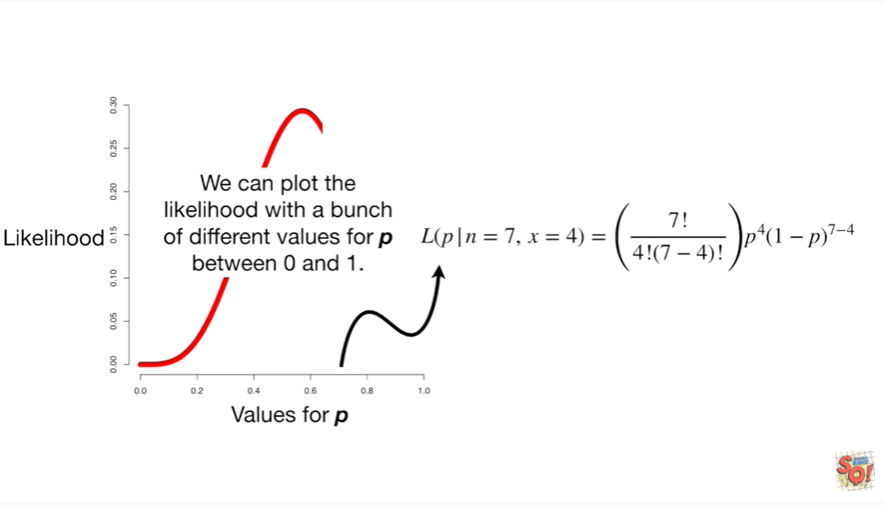 0.30
0.25
0.20
0.15
0.10
0.05
0.00
Likelihood
We can plot the
likelihood with a bunch
of different values for p
between 0 and 1.
L(p|n = 7, x = 4) = (7! / 4!(7 − 4)!) p⁴(1 − p)⁷⁻⁴
0.0 0.2 0.4 0.6 0.8 1.0
Values for p
SQ!